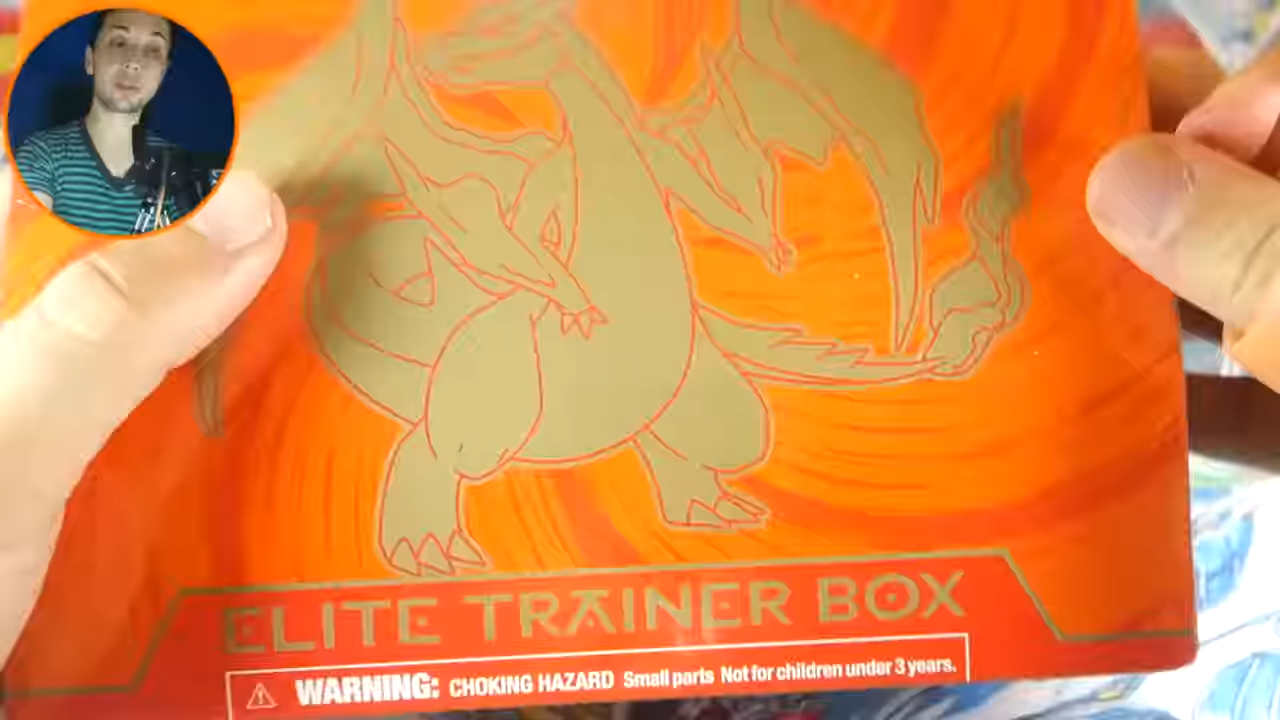 ELITE TRAINER BOX
WARNING: CHOKING HAZARD Small parts Not for children under 3 years.